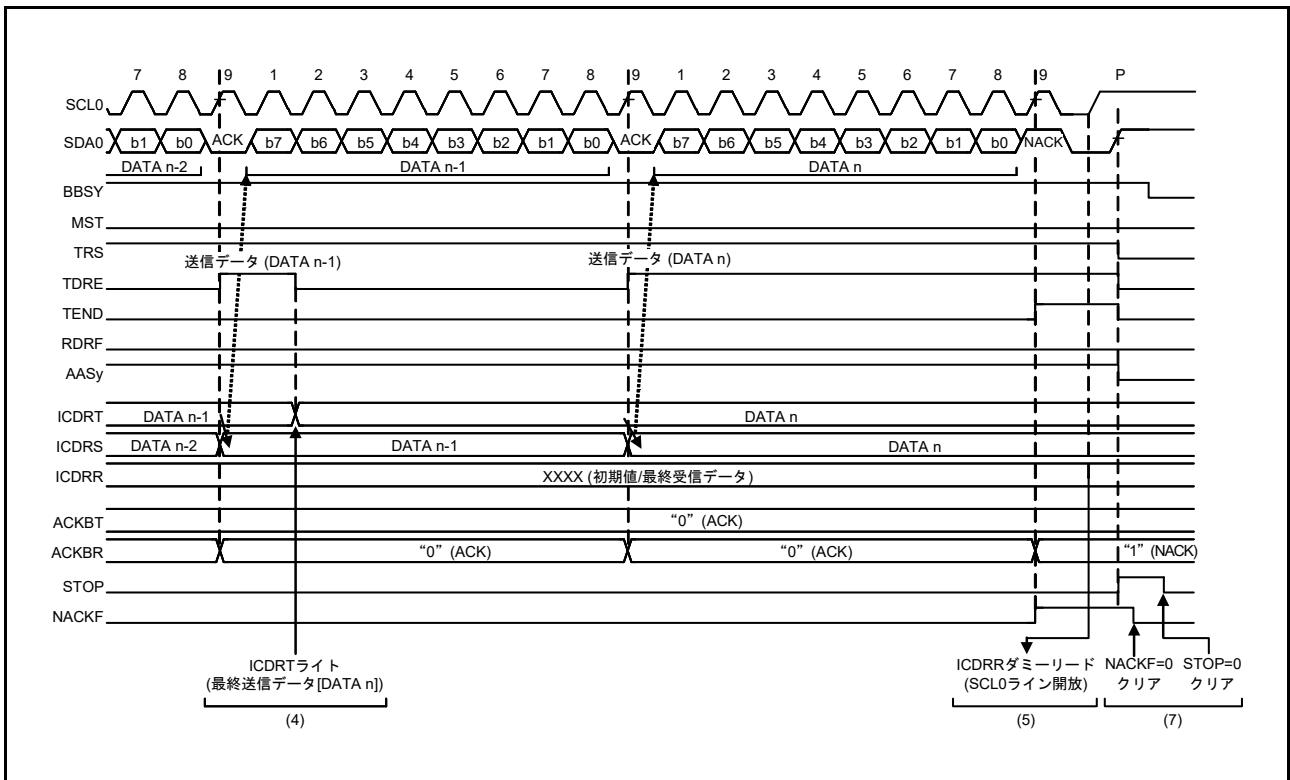 7 8 9 1 2 3 4 5 6 7 8 9 1 2 3 4 5 6 7 8 9 P
SCL0
SDA0 b1 b0 ACK b7 b6 b5 b4 b3 b2 b1 b0 ACK b7 b6 b5 b4 b3 b2 b1 b0 NACK
DATA n-2 DATA n-1 DATA n
BBSY
MST
TRS
送信データ (DATA n-1) 送信データ (DATA n)
TDRE
TEND
RDRF
AASy
ICDRT DATA n-1 DATA n
ICDRS DATA n-2 DATA n-1 DATA n
ICDRR XXXX (初期値/最終受信データ)
ACKBT “0” (ACK)
ACKBR “0” (ACK) “0” (ACK) “1” (NACK)
STOP
NACKF
ICDRTライト ICDRRダミーリード NACKF=0 STOP=0
(最終送信データ[DATA n]) (SCL0ライン開放) クリア クリア
(4) (5) (7)